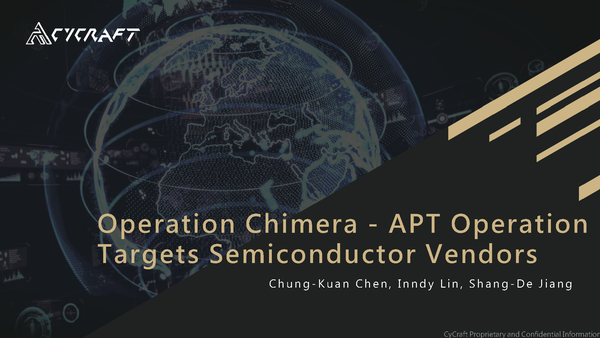 CYCRAFT
Operation Chimera - APT Operation
Targets Semiconductor Vendors
Chung-Kuan Chen, Inndy Lin, Shang-De Jiang
CyCraft Proprietary and Confidential Information